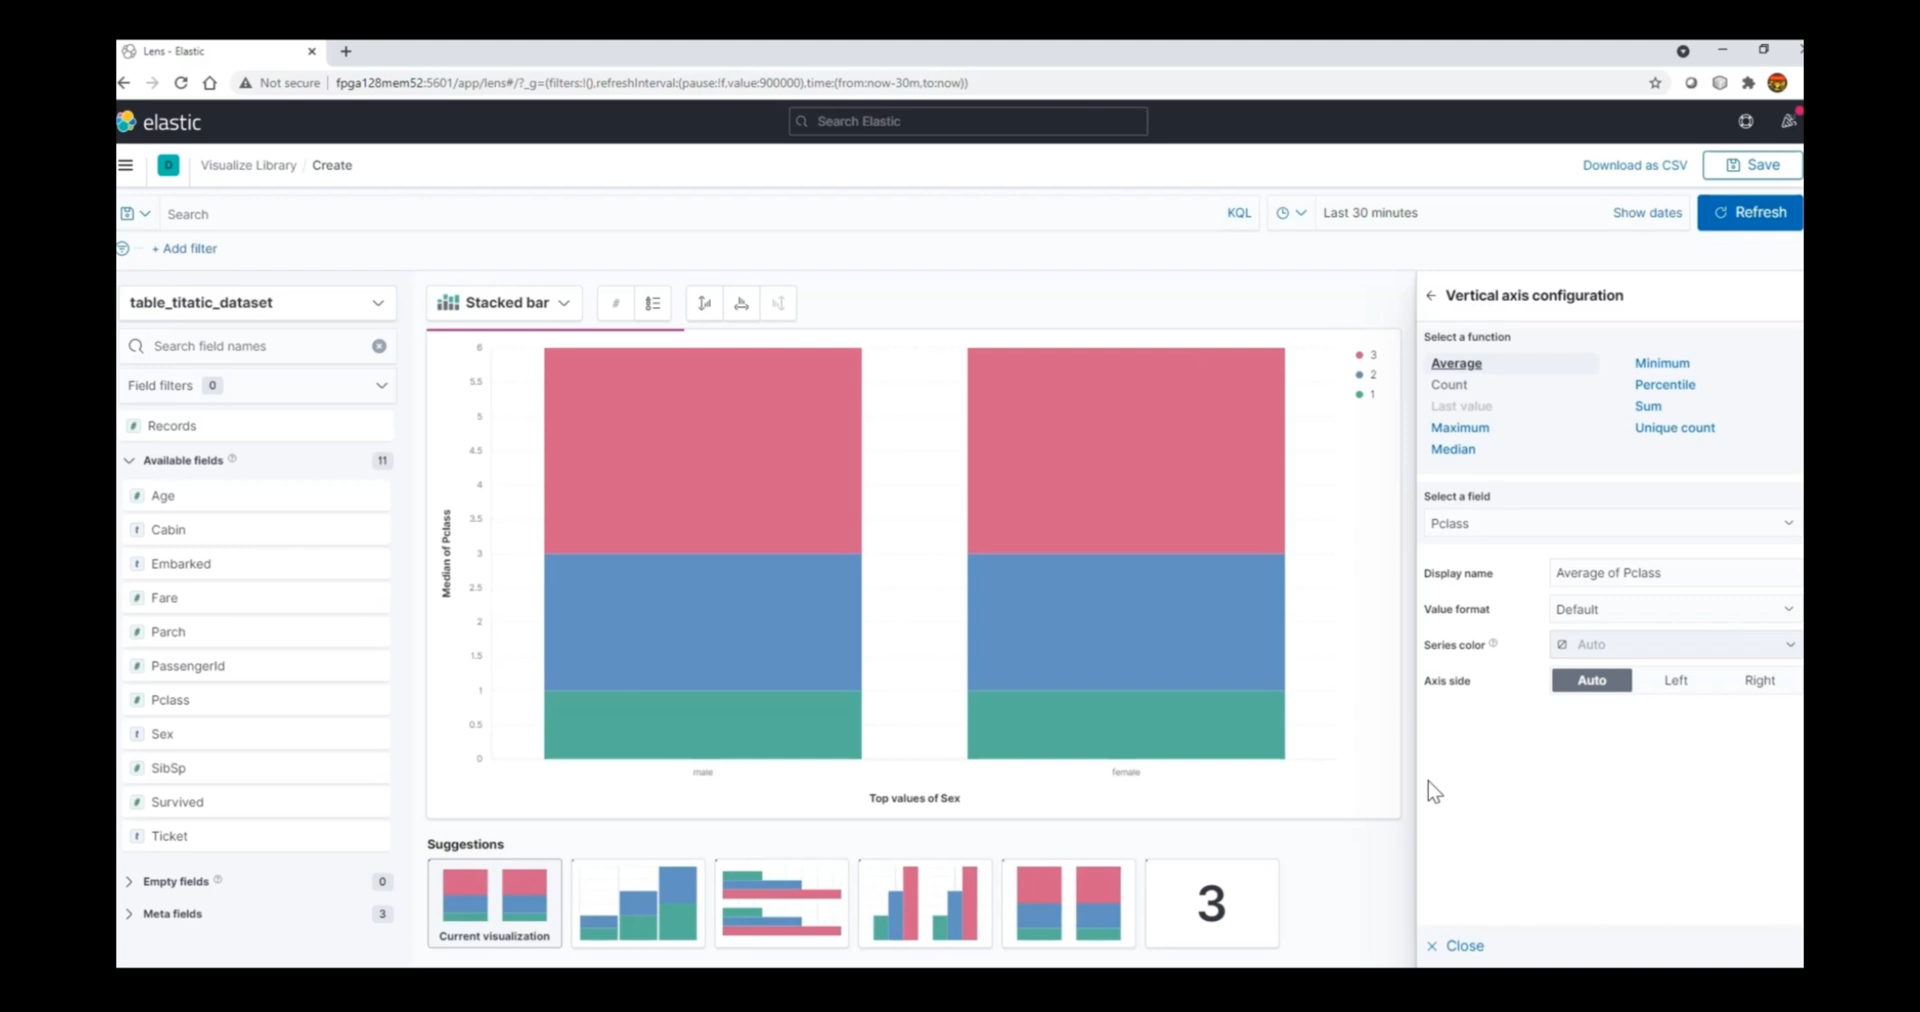 Lens - Elastic
Not secure
fpga128mem52:5601/app/lens#/?_g=(filters:!(),refreshInterval:(pause:!f,value:900000),time:(from:now-30m,to:now))
elastic
Search Elastic
D
Visualize Library / Create
Download as CSV
Save
Search
KQL
Last 30 minutes
Show dates
Refresh
+ Add filter
table_titatic_dataset
Search field names
Field filters 0
# Records
Available fields 11
# Age
t Cabin
t Embarked
# Fare
# Parch
# PassengerId
# Pclass
t Sex
# SibSp
# Survived
t Ticket
Empty fields 0
Meta fields 3
Stacked bar
6
5.5
5
4.5
4
3.5
3
2.5
2
1.5
1
0.5
0
Median of Pclass
male
female
Top values of Sex
3
2
1
Suggestions
Current visualization
3
Vertical axis configuration
Select a function
Average
Minimum
Count
Percentile
Last value
Sum
Maximum
Unique count
Median
Select a field
Pclass
Display name
Average of Pclass
Value format
Default
Series color
Auto
Axis side
Auto
Left
Right
Close